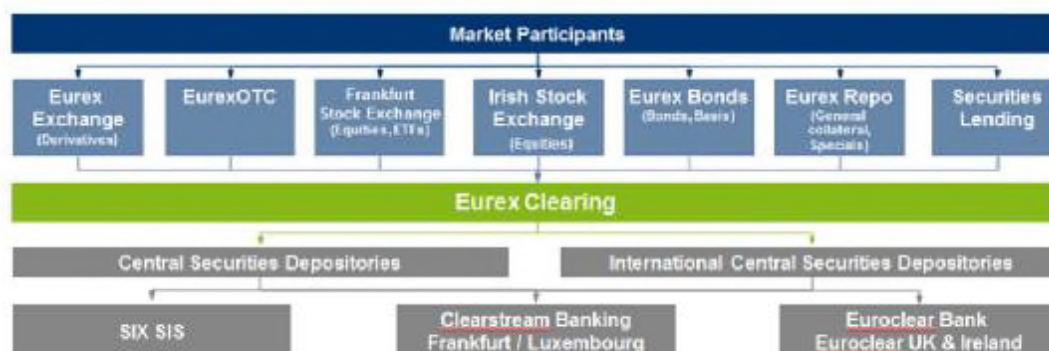 Market Participants
Eurex
Exchange
(Derivatives)
EurexOTC
Frankfurt
Stock Exchange
(Equities, ETFs)
Irish Stock
Exchange
(Equities)
Eurex Bonds
(Bonds, Basis)
Eurex Repo
(General
collateral,
Specials)
Securities
Lending
Eurex Clearing
Central Securities Depositories
International Central Securities Depositories
SIX SIS
Clearstream Banking
Frankfurt / Luxembourg
Euroclear Bank
Euroclear UK & Ireland